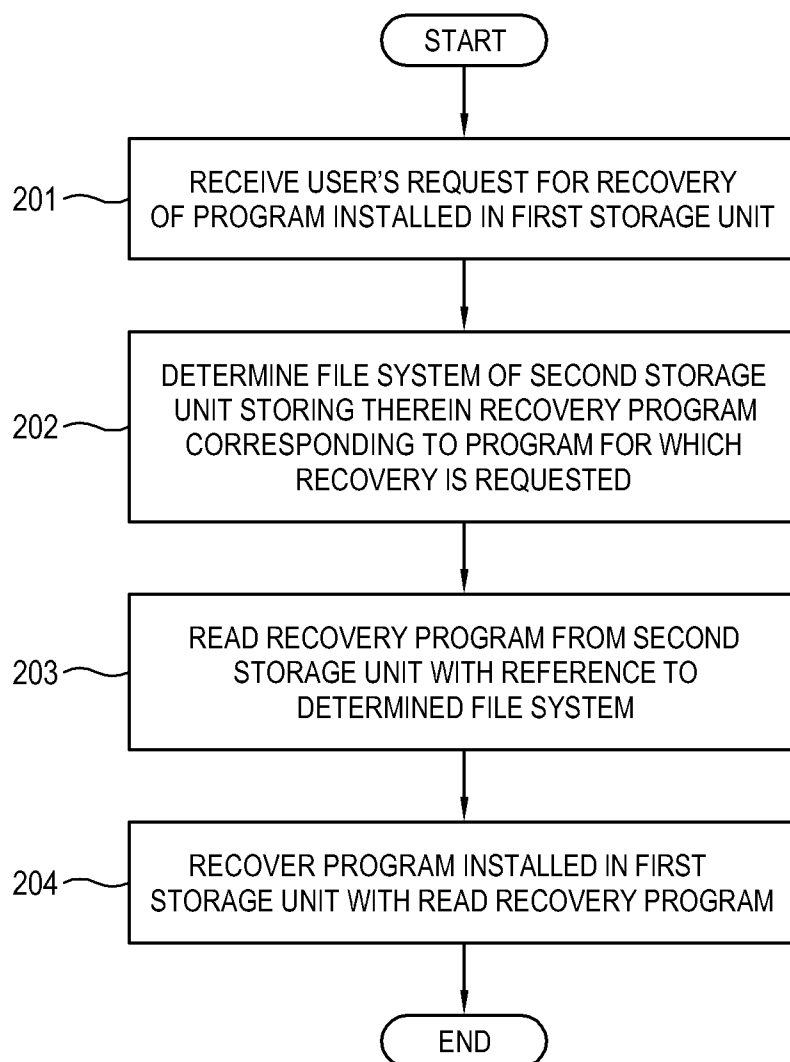 START
201
RECEIVE USER’S REQUEST FOR RECOVERY
OF PROGRAM INSTALLED IN FIRST STORAGE UNIT
202
DETERMINE FILE SYSTEM OF SECOND STORAGE
UNIT STORING THEREIN RECOVERY PROGRAM
CORRESPONDING TO PROGRAM FOR WHICH
RECOVERY IS REQUESTED
203
READ RECOVERY PROGRAM FROM SECOND
STORAGE UNIT WITH REFERENCE TO
DETERMINED FILE SYSTEM
204
RECOVER PROGRAM INSTALLED IN FIRST
STORAGE UNIT WITH READ RECOVERY PROGRAM
END